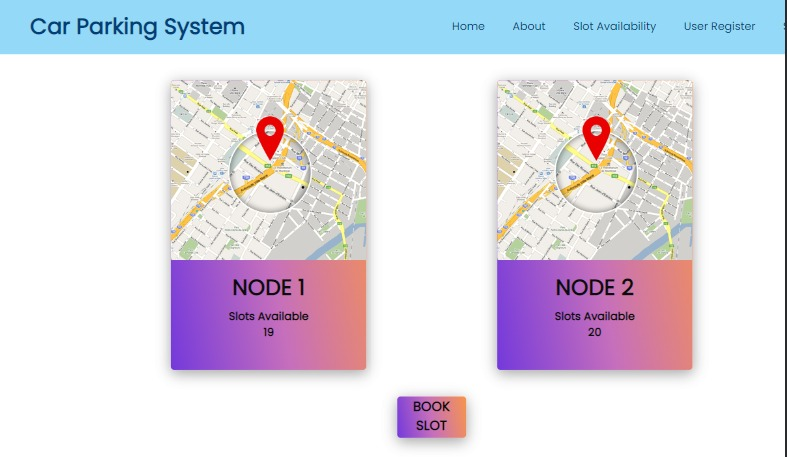 Car Parking System
Home About Slot Availability User Register
NODE 1
Slots Available
19
NODE 2
Slots Available
20
BOOK
SLOT